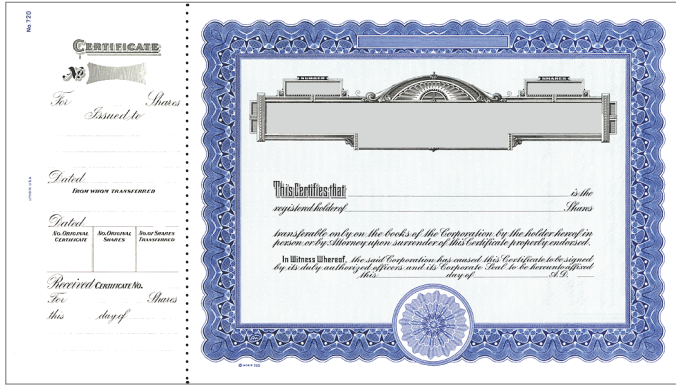 No. 720
CERTIFICATE
No
For Shares
Issued to
Dated
FROM WHOM TRANSFERRED
LITHO IN U.S.A.
Dated
NO. ORIGINAL CERTIFICATE
NO. ORIGINAL SHARES
NO. OF SHARES TRANSFERRED
Received CERTIFICATE NO.
For Shares
this day of
NUMBER
SHARES
This Certifies that is the
registered holder of Shares
transferable only on the books of the Corporation by the holder hereof in
person or by Attorney upon surrender of this Certificate properly endorsed.
In Witness Whereof, the said Corporation has caused this Certificate to be signed
by its duly authorized officers and its Corporate Seal to be hereunto affixed
this day of A.D.